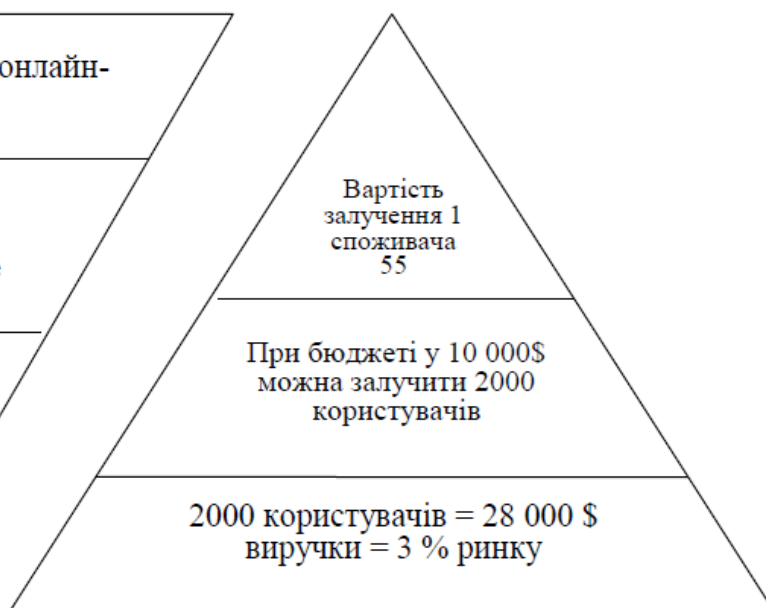 онлайн-
Вартість
залучення 1
споживача
55
При бюджеті у 10 000$
можна залучити 2000
користувачів
2000 користувачів = 28 000 $
виручки = 3 % ринку